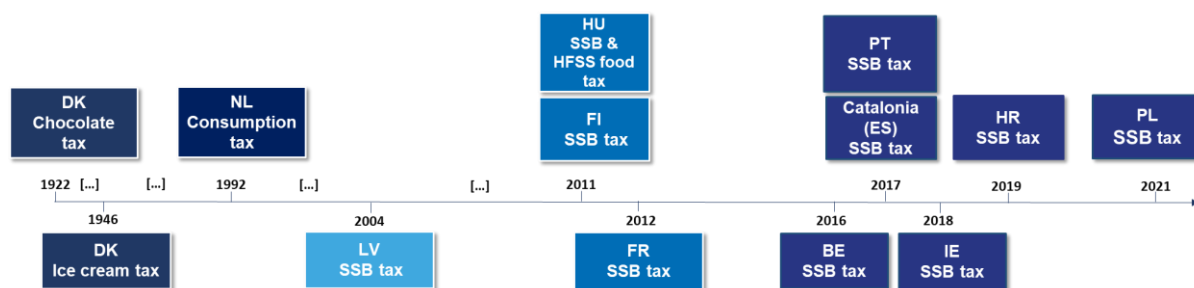 HU
SSB &
HFSS food
tax
PT
SSB tax
DK
Chocolate
tax
NL
Consumption
tax
FI
SSB tax
Catalonia
(ES)
SSB tax
HR
SSB tax
PL
SSB tax
1922
[...]
[...]
1992
[...]
[...]
2011
2017
2019
2021
1946
2004
2012
2016
2018
DK
Ice cream tax
LV
SSB tax
FR
SSB tax
BE
SSB tax
IE
SSB tax